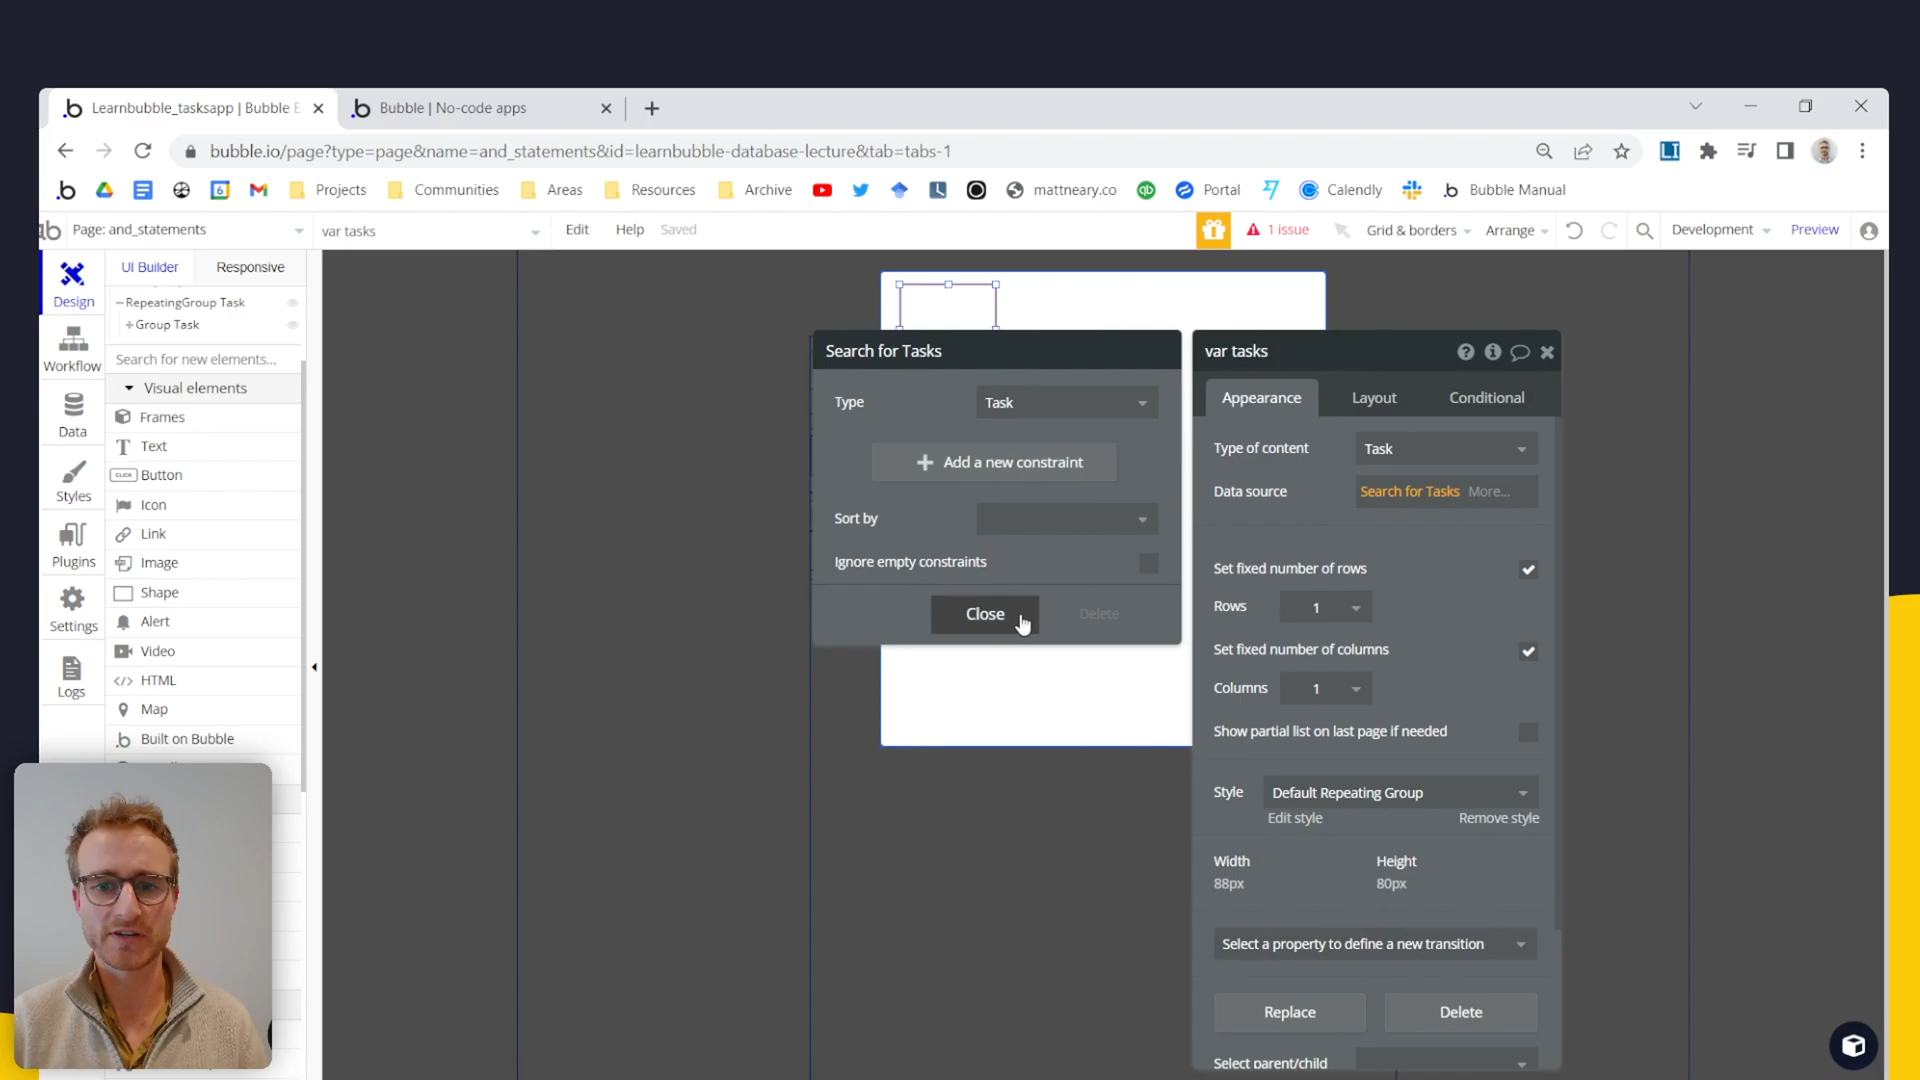 Learnbubble_tasksapp | Bubble E
Bubble | No-code apps
bubble.io/page?type=page&name=and_statements&id=learnbubble-database-lecture&tab=tabs-1
Projects
Communities
Areas
Resources
Archive
mattneary.co
Portal
Calendly
Bubble Manual
Page: and_statements
var tasks
Edit
Help
Saved
1 issue
Grid & borders
Arrange
Development
Preview
UI Builder
Responsive
Design
Workflow
Data
Styles
Plugins
Settings
Logs
RepeatingGroup Task
Group Task
Search for new elements...
Visual elements
Frames
Text
CLICK
Button
Icon
Link
Image
Shape
Alert
Video
HTML
Map
Built on Bubble
Search for Tasks
Type
Task
Add a new constraint
Sort by
Ignore empty constraints
Close
Delete
var tasks
Appearance
Layout
Conditional
Type of content
Task
Data source
Search for Tasks More...
Set fixed number of rows
Rows
1
Set fixed number of columns
Columns
1
Show partial list on last page if needed
Style
Default Repeating Group
Edit style
Remove style
Width
Height
88px
80px
Select a property to define a new transition
Replace
Delete
Select parent/child